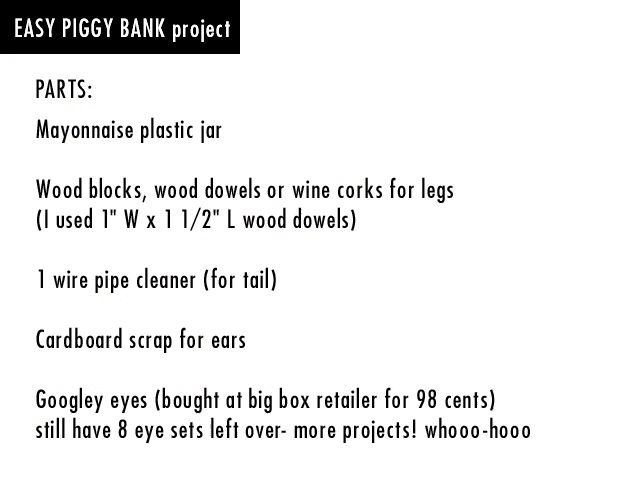 EASY PIGGY BANK project
PARTS:
Mayonnaise plastic jar
Wood blocks, wood dowels or wine corks for legs
(I used 1" W x 1 1/2" L wood dowels)
1 wire pipe cleaner (for tail)
Cardboard scrap for ears
Googley eyes (bought at big box retailer for 98 cents)
still have 8 eye sets left over- more projects! whooo-hooo